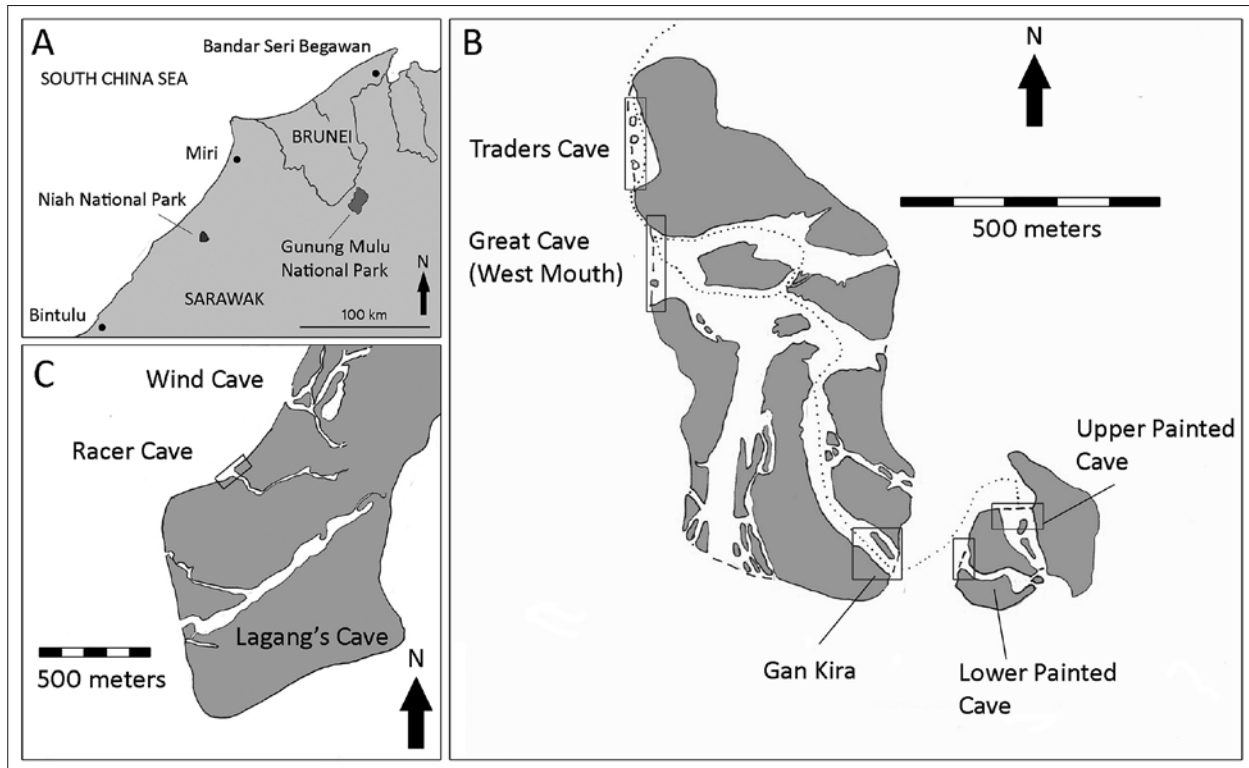 A
Bandar Seri Begawan
SOUTH CHINA SEA
BRUNEI
Miri
Niah National Park
Gunung Mulu
National Park
N
SARAWAK
100 km
Bintulu
B
N
Traders Cave
500 meters
Great Cave
(West Mouth)
Upper Painted
Cave
Gan Kira
Lower Painted
Cave
C
Wind Cave
Racer Cave
Lagang's Cave
N
500 meters